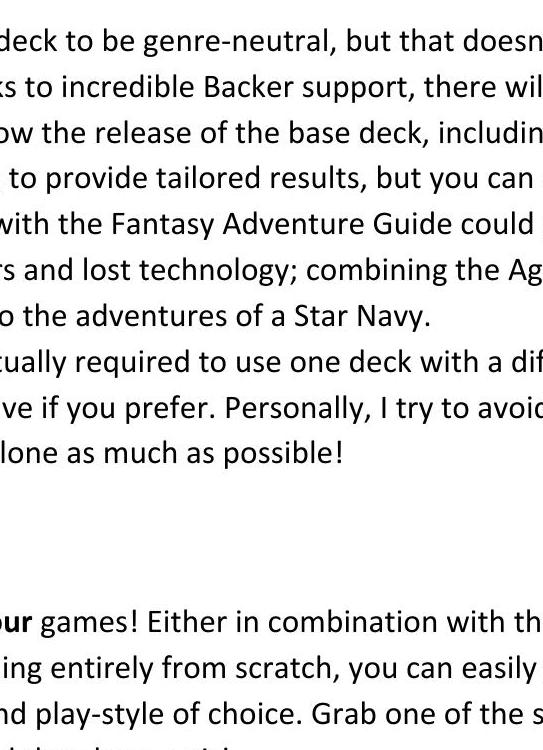 deck to be genre-neutral, but that doesn
ks to incredible Backer support, there wil
ow the release of the base deck, includin
to provide tailored results, but you can
with the Fantasy Adventure Guide could
rs and lost technology; combining the Ag
o the adventures of a Star Navy.
tually required to use one deck with a dif
ve if you prefer. Personally, I try to avoid
lone as much as possible!
our games! Either in combination with th
ing entirely from scratch, you can easily
nd play-style of choice. Grab one of the s